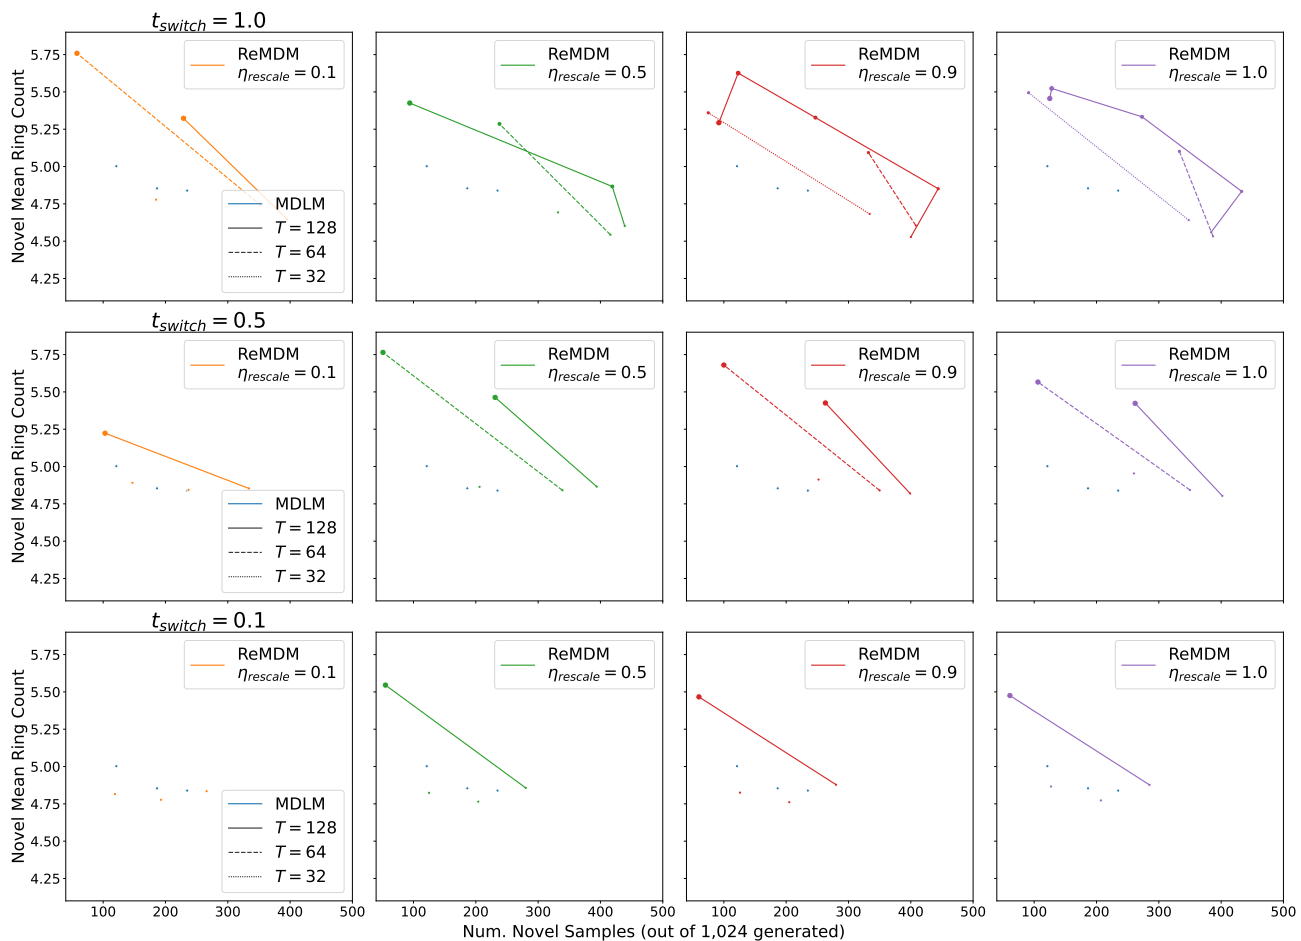 t_switch = 1.0
Novel Mean Ring Count
5.75
5.50
5.25
5.00
4.75
4.50
4.25
ReMDM
η_rescale = 0.1
MDLM
T = 128
T = 64
T = 32
ReMDM
η_rescale = 0.5
ReMDM
η_rescale = 0.9
ReMDM
η_rescale = 1.0
t_switch = 0.5
Novel Mean Ring Count
5.75
5.50
5.25
5.00
4.75
4.50
4.25
ReMDM
η_rescale = 0.1
MDLM
T = 128
T = 64
T = 32
ReMDM
η_rescale = 0.5
ReMDM
η_rescale = 0.9
ReMDM
η_rescale = 1.0
t_switch = 0.1
Novel Mean Ring Count
5.75
5.50
5.25
5.00
4.75
4.50
4.25
ReMDM
η_rescale = 0.1
MDLM
T = 128
T = 64
T = 32
ReMDM
η_rescale = 0.5
ReMDM
η_rescale = 0.9
ReMDM
η_rescale = 1.0
100 200 300 400 500
100 200 300 400 500
100 200 300 400 500
100 200 300 400 500
Num. Novel Samples (out of 1,024 generated)